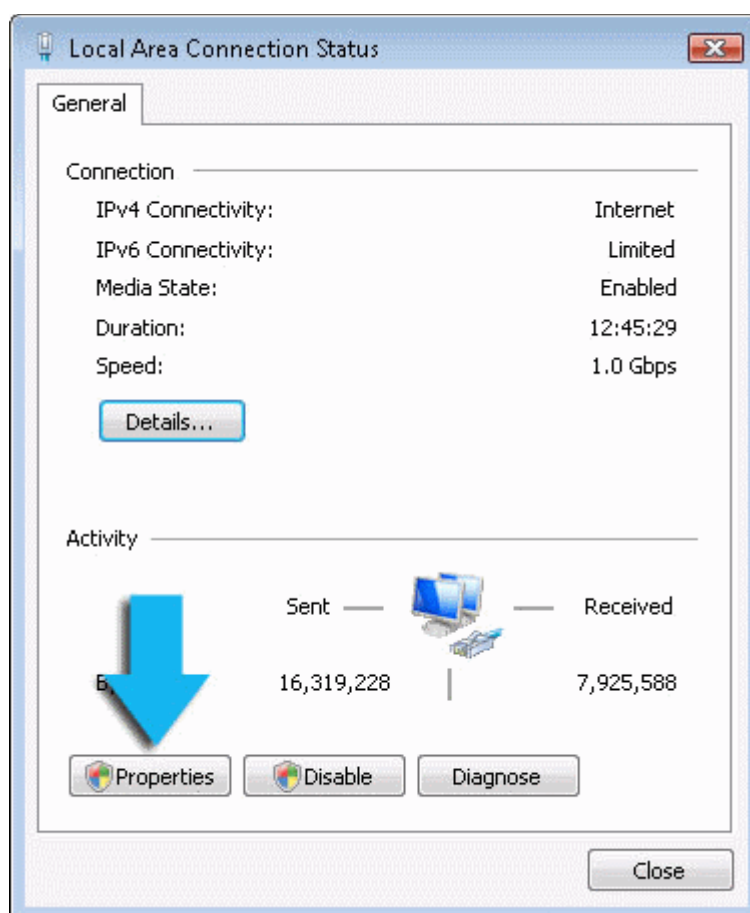 Local Area Connection Status
General
Connection
IPv4 Connectivity: Internet
IPv6 Connectivity: Limited
Media State: Enabled
Duration: 12:45:29
Speed: 1.0 Gbps
Details...
Activity
Sent Received
16,319,228 7,925,588
Properties Disable Diagnose
Close